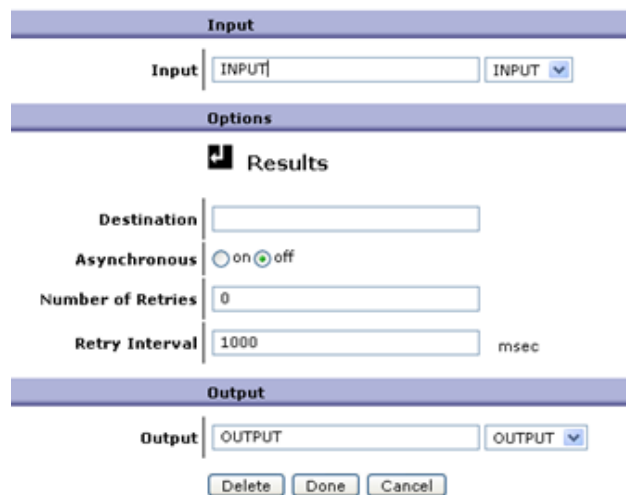 Input
Input INPUT INPUT
Options
Results
Destination
Asynchronous on off
Number of Retries 0
Retry Interval 1000 msec
Output
Output OUTPUT OUTPUT
Delete Done Cancel